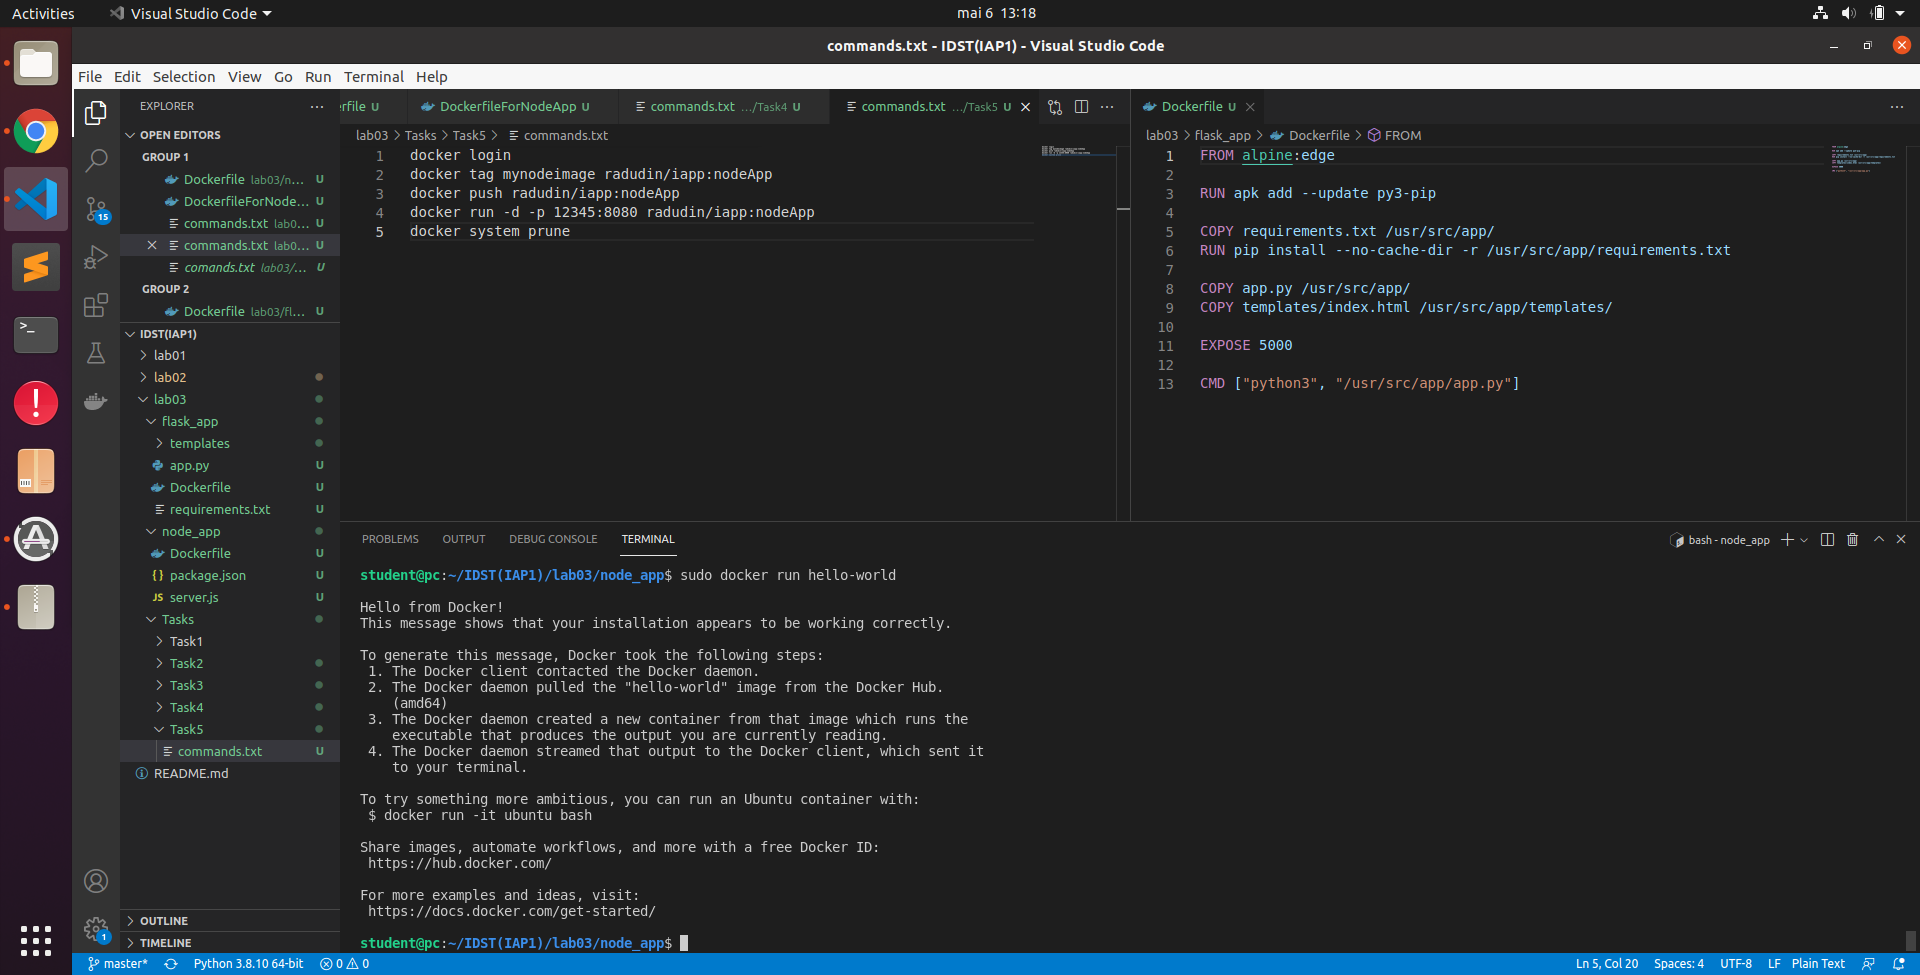 Activities
Visual Studio Code
mai 6 13:18
commands.txt - IDST(IAP1) - Visual Studio Code
File Edit Selection View Go Run Terminal Help
EXPLORER
OPEN EDITORS
GROUP 1
Dockerfile lab03/n... U
DockerfileForNode... U
commands.txt lab0... U
commands.txt lab0... U
comands.txt lab03/... U
GROUP 2
Dockerfile lab03/fl... U
IDST(IAP1)
lab01
lab02
lab03
flask_app
templates
app.py U
Dockerfile U
requirements.txt U
node_app
Dockerfile U
{} package.json U
JS server.js U
Tasks
Task1
Task2
Task3
Task4
Task5
commands.txt U
README.md
OUTLINE
TIMELINE
15
1
erfile U
DockerfileForNodeApp U
commands.txt .../Task4 U
commands.txt .../Task5 U
lab03 > Tasks > Task5 > commands.txt
1 docker login
2 docker tag mynodeimage radudin/iapp:nodeApp
3 docker push radudin/iapp:nodeApp
4 docker run -d -p 12345:8080 radudin/iapp:nodeApp
5 docker system prune
Dockerfile U
lab03 > flask_app > Dockerfile > FROM
1 FROM alpine:edge
2
3 RUN apk add --update py3-pip
4
5 COPY requirements.txt /usr/src/app/
6 RUN pip install --no-cache-dir -r /usr/src/app/requirements.txt
7
8 COPY app.py /usr/src/app/
9 COPY templates/index.html /usr/src/app/templates/
10
11 EXPOSE 5000
12
13 CMD ["python3", "/usr/src/app/app.py"]
PROBLEMS OUTPUT DEBUG CONSOLE TERMINAL
bash - node_app
student@pc:~/IDST(IAP1)/lab03/node_app$ sudo docker run hello-world
Hello from Docker!
This message shows that your installation appears to be working correctly.
To generate this message, Docker took the following steps:
1. The Docker client contacted the Docker daemon.
2. The Docker daemon pulled the "hello-world" image from the Docker Hub.
(amd64)
3. The Docker daemon created a new container from that image which runs the
executable that produces the output you are currently reading.
4. The Docker daemon streamed that output to the Docker client, which sent it
to your terminal.
To try something more ambitious, you can run an Ubuntu container with:
$ docker run -it ubuntu bash
Share images, automate workflows, and more with a free Docker ID:
https://hub.docker.com/
For more examples and ideas, visit:
https://docs.docker.com/get-started/
student@pc:~/IDST(IAP1)/lab03/node_app$
master* Python 3.8.10 64-bit 0 0
Ln 5, Col 20 Spaces: 4 UTF-8 LF Plain Text